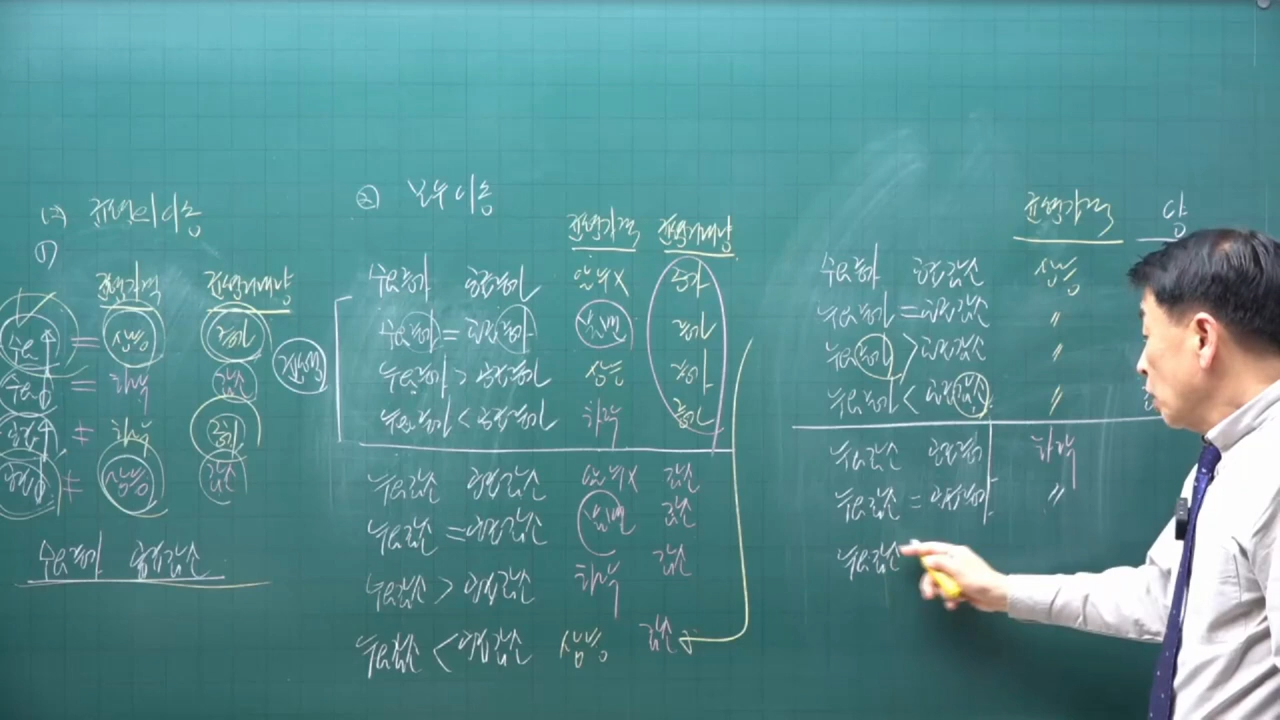 (2) 균형의 이동
①
균형가격 균형거래량
수요↑ = 상승 증가
수요↓ = 하락 감소
공급↑ ≠ 하락 증가
공급↓ ≠ 상승 감소
수요증가 공급감소
② 모두 이동
균형가격 균형거래량
수요증가 공급증가 알 수 X 증가
수요증가 = 공급증가 불변 증가
수요증가 > 공급증가 상승 증가
수요증가 < 공급증가 하락 증가
수요감소 공급감소 알 수 X 감소
수요감소 = 공급감소 불변 감소
수요감소 > 공급감소 하락 감소
수요감소 < 공급감소 상승 감소
균형가격 양
수요증가 공급감소 상승
수요증가 = 공급감소 〃
수요증가 > 공급감소 〃
수요증가 < 공급감소 〃
수요감소 공급증가 하락
수요감소 = 공급증가 〃
수요감소